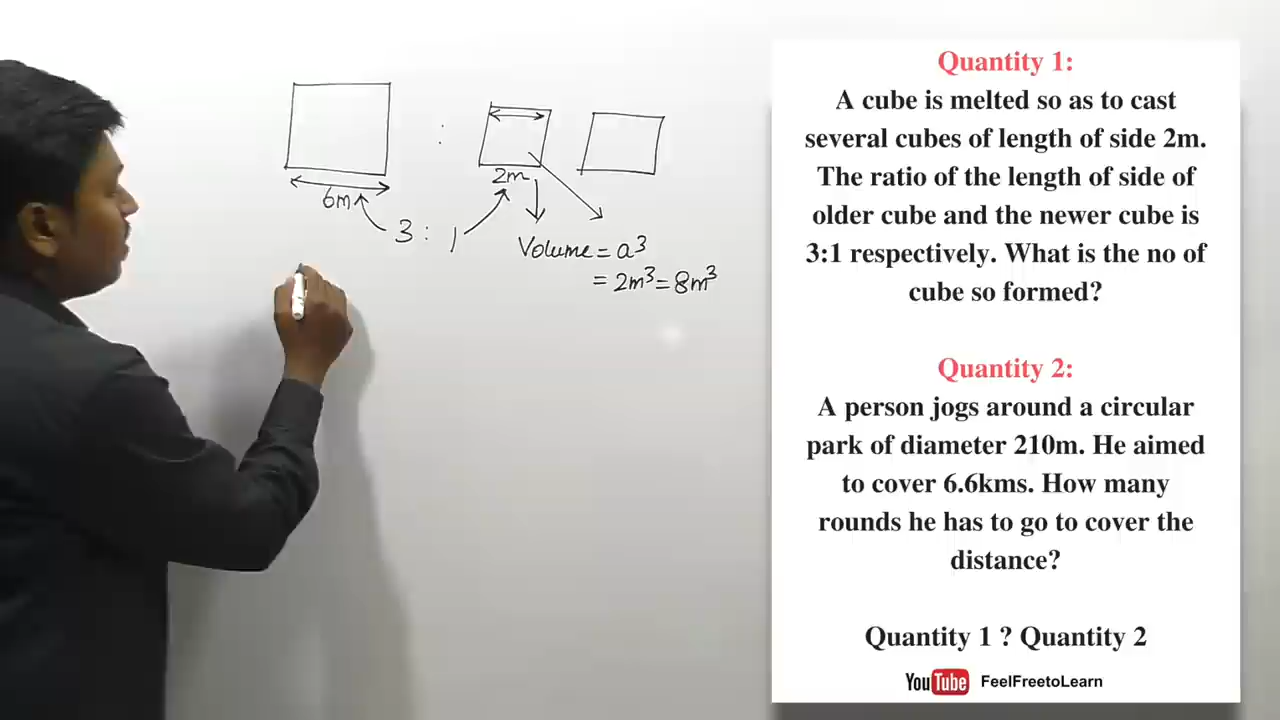 :
6m
2m
3 : 1
Volume = a³
= 2m³ = 8m³
Quantity 1:
A cube is melted so as to cast
several cubes of length of side 2m.
The ratio of the length of side of
older cube and the newer cube is
3:1 respectively. What is the no of
cube so formed?
Quantity 2:
A person jogs around a circular
park of diameter 210m. He aimed
to cover 6.6kms. How many
rounds he has to go to cover the
distance?
Quantity 1 ? Quantity 2
YouTube FeelFreetoLearn